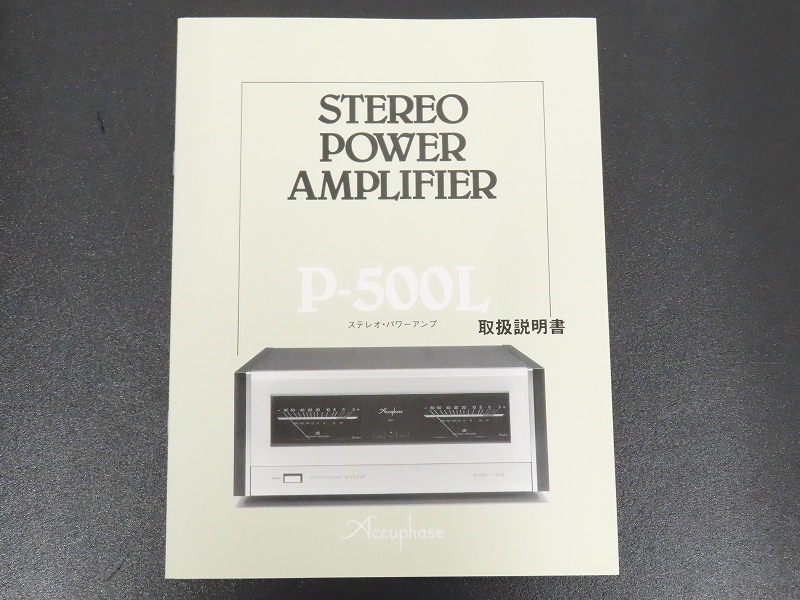 STEREO
POWER
AMPLIFIER
P-500L
ステレオ・パワーアンプ
取扱説明書
Accuphase
Accuphase